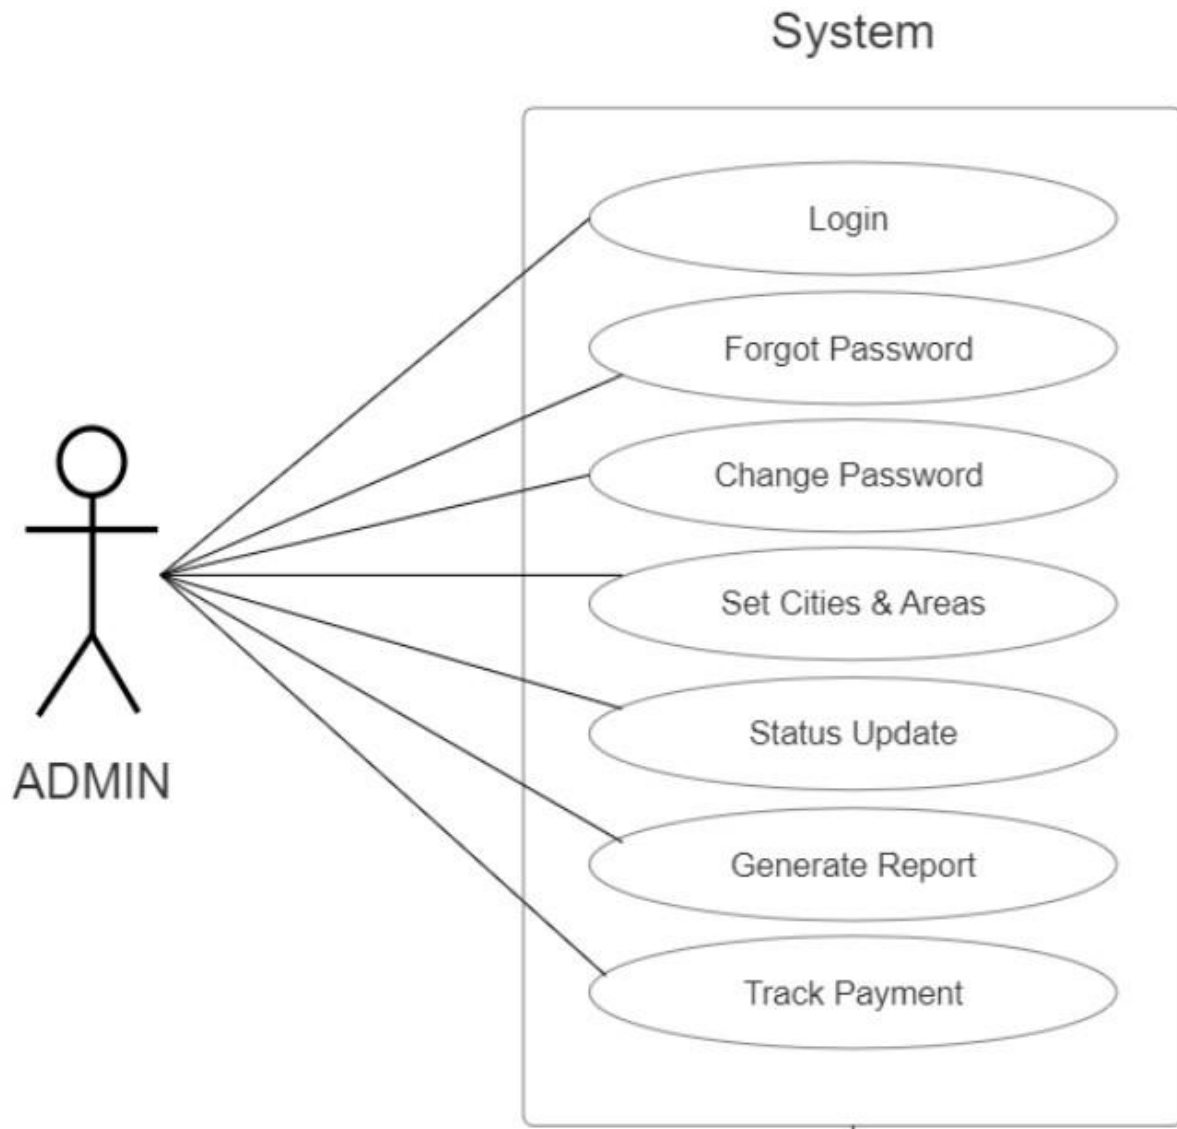 System
Login
Forgot Password
Change Password
Set Cities & Areas
Status Update
ADMIN
Generate Report
Track Payment